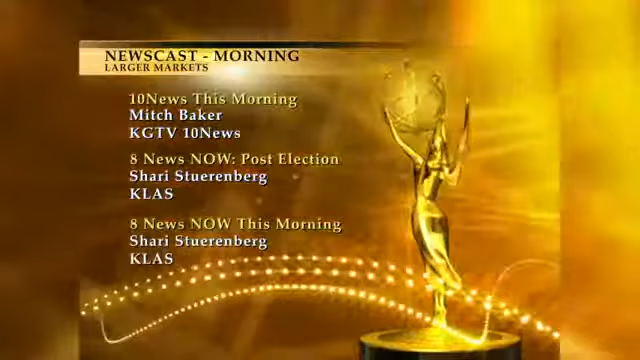 NEWSCAST - MORNING
LARGER MARKETS
10News This Morning
Mitch Baker
KGTV 10News
8 News NOW: Post Election
Shari Stuerenberg
KLAS
8 News NOW This Morning
Shari Stuerenberg
KLAS